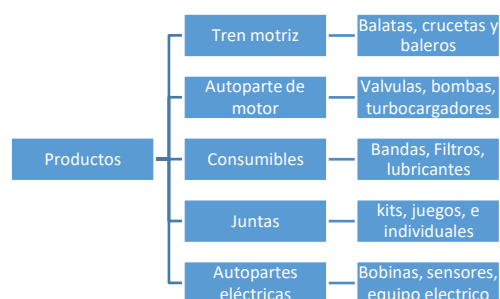 Productos
Tren motriz
Balatas, crucetas y
baleros
Autoparte de
motor
Valvulas, bombas,
turbocargadores
Consumibles
Bandas, Filtros,
lubricantes
Juntas
kits, juegos, e
individuales
Autopartes
eléctricas
Bobinas, sensores,
equipo electrico